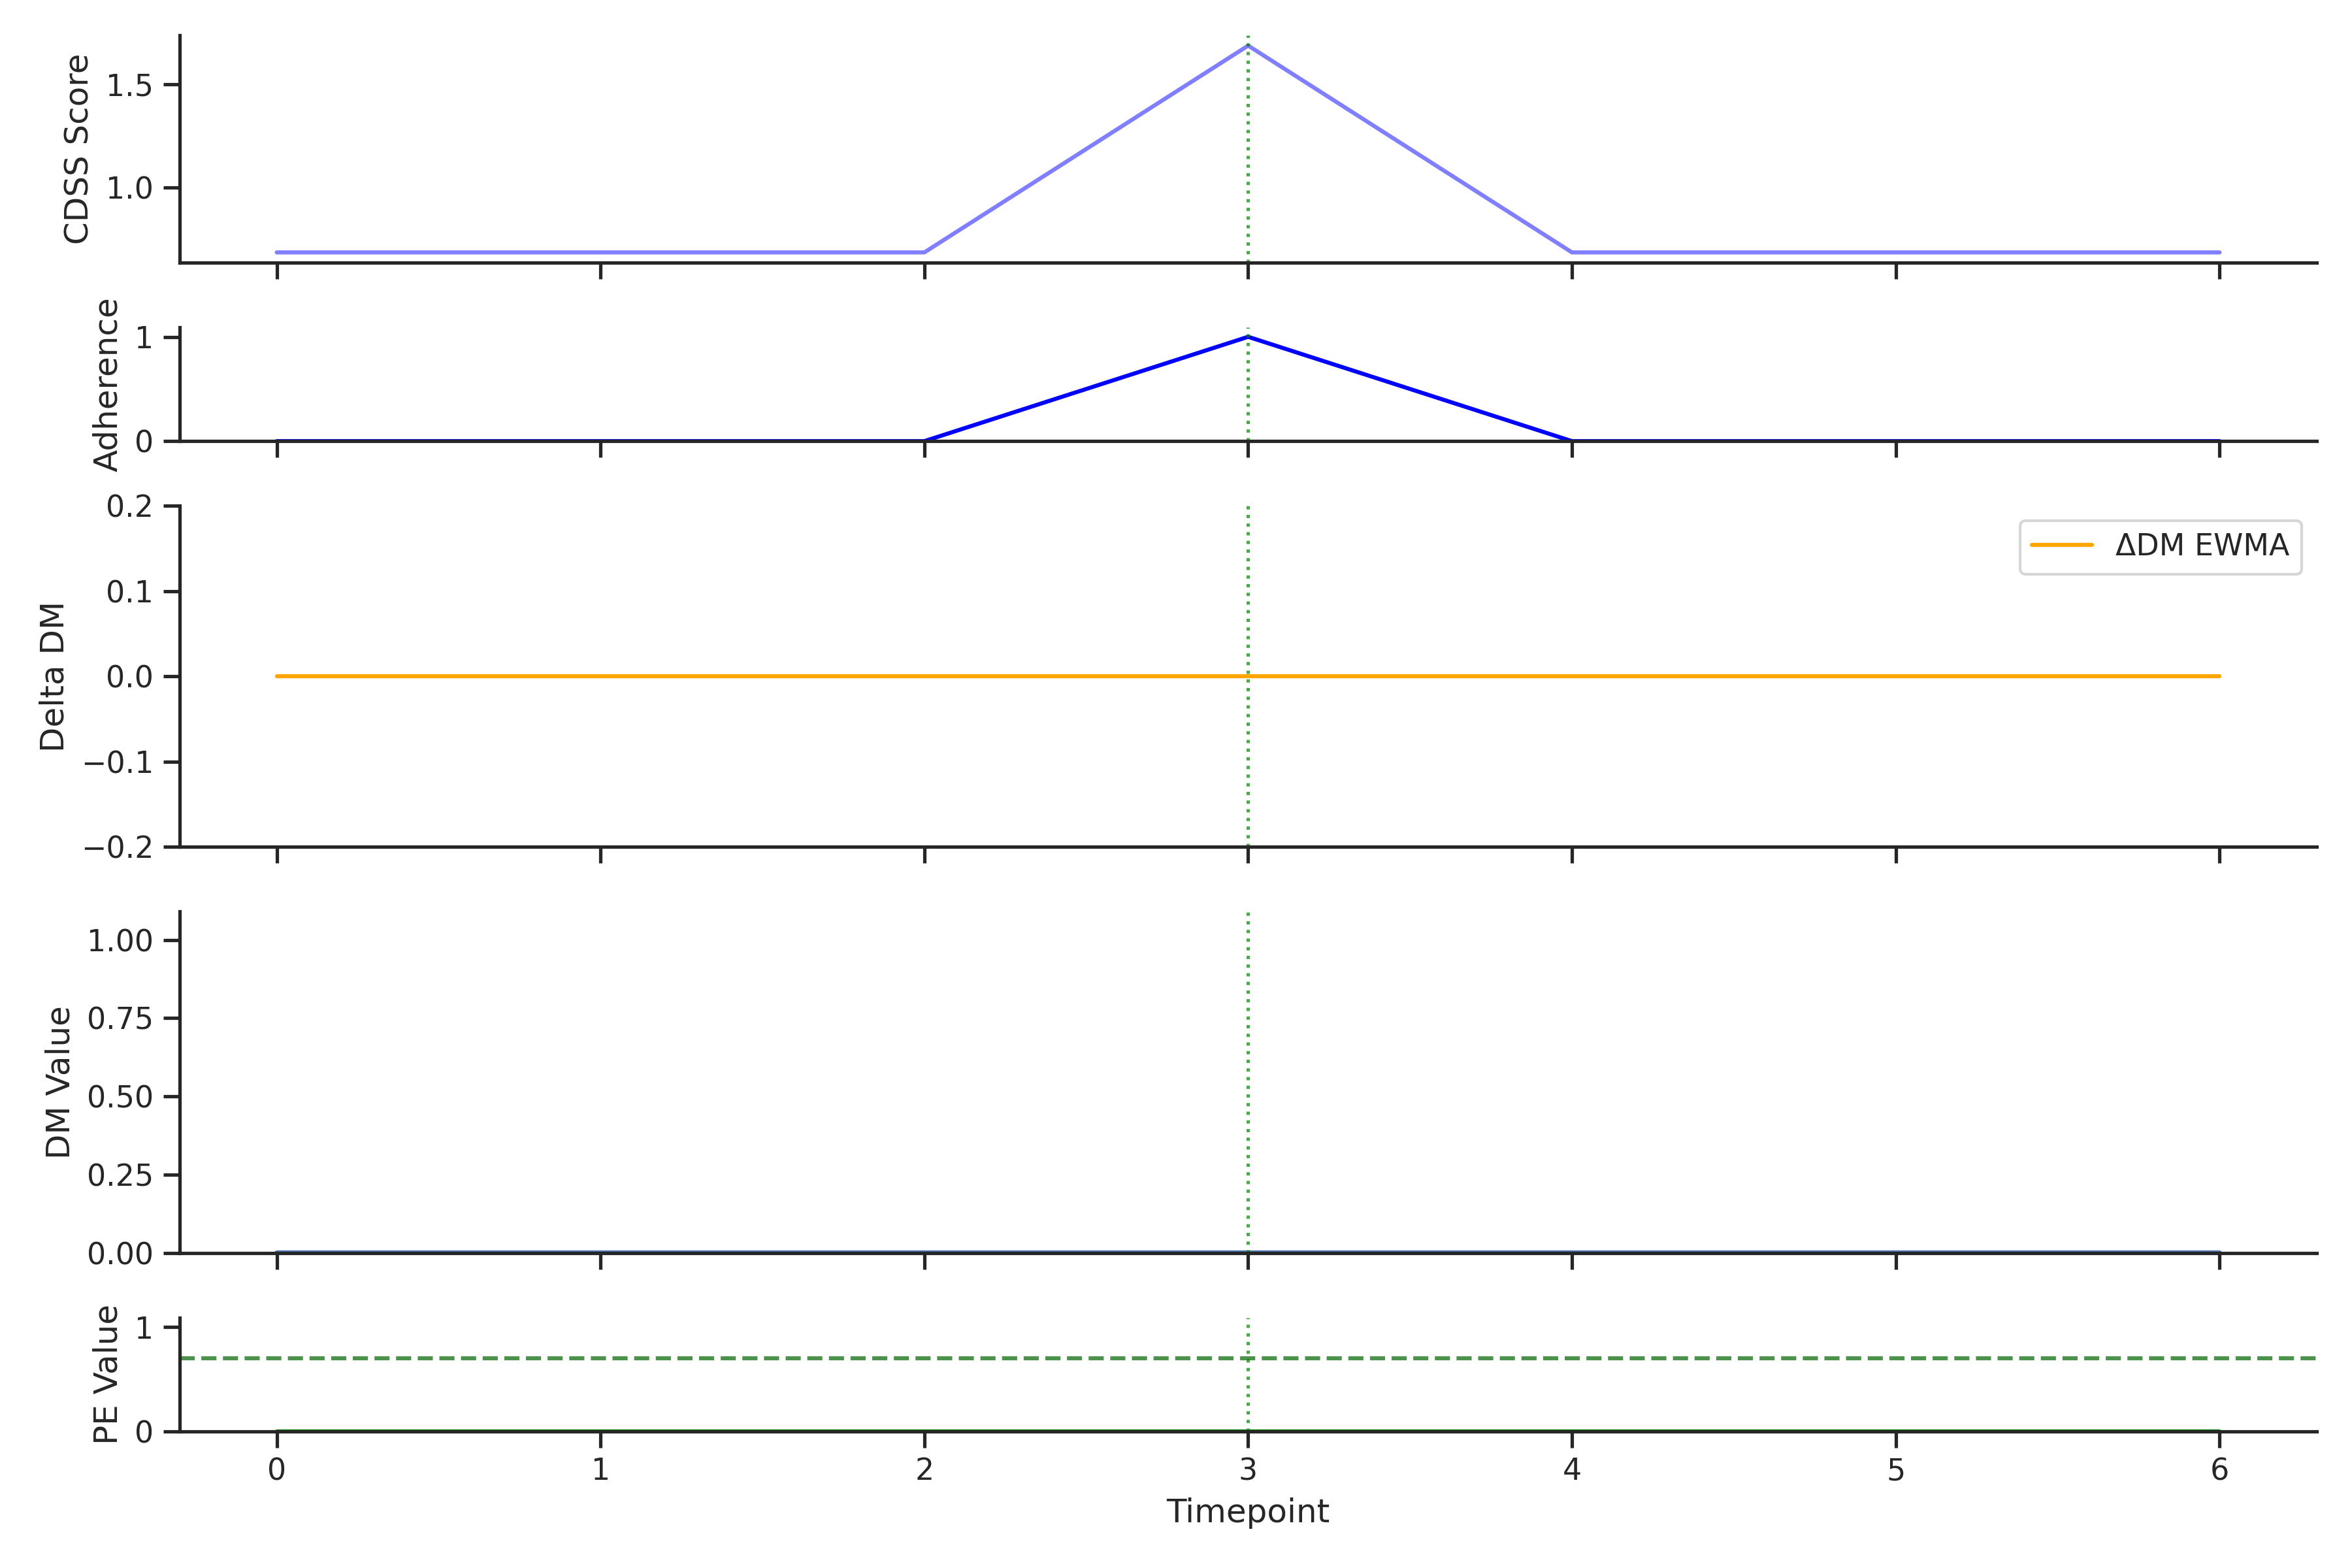 CDSS Score
1.5
1.0
Adherence
1
0
Delta DM
0.2
0.1
0.0
−0.1
−0.2
ΔDM EWMA
DM Value
1.00
0.75
0.50
0.25
0.00
PE Value
1
0
0 1 2 3 4 5 6
Timepoint